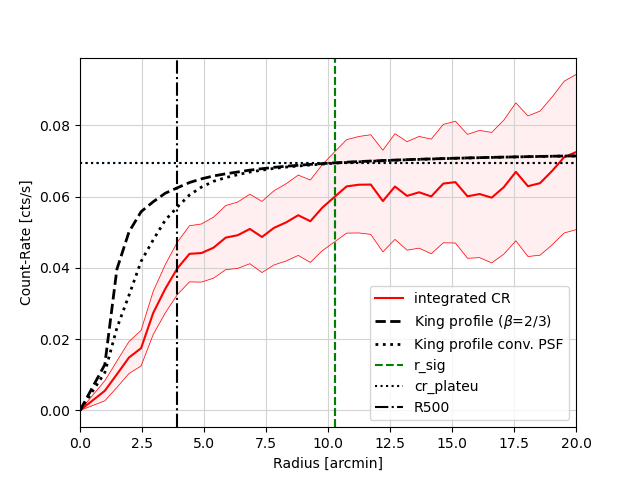 Count-Rate [cts/s]
0.08
0.06
0.04
0.02
0.00
integrated CR
King profile (β=2/3)
King profile conv. PSF
r_sig
cr_plateu
R500
0.0 2.5 5.0 7.5 10.0 12.5 15.0 17.5 20.0
Radius [arcmin]